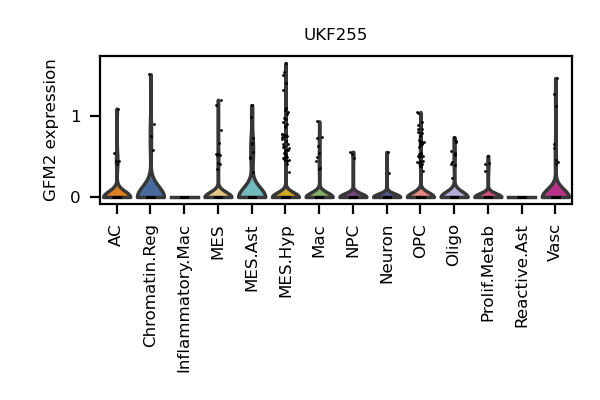 UKF255
GFM2 expression
1
0
AC
Chromatin.Reg
Inflammatory.Mac
MES
MES.Ast
MES.Hyp
Mac
NPC
Neuron
OPC
Oligo
Prolif.Metab
Reactive.Ast
Vasc